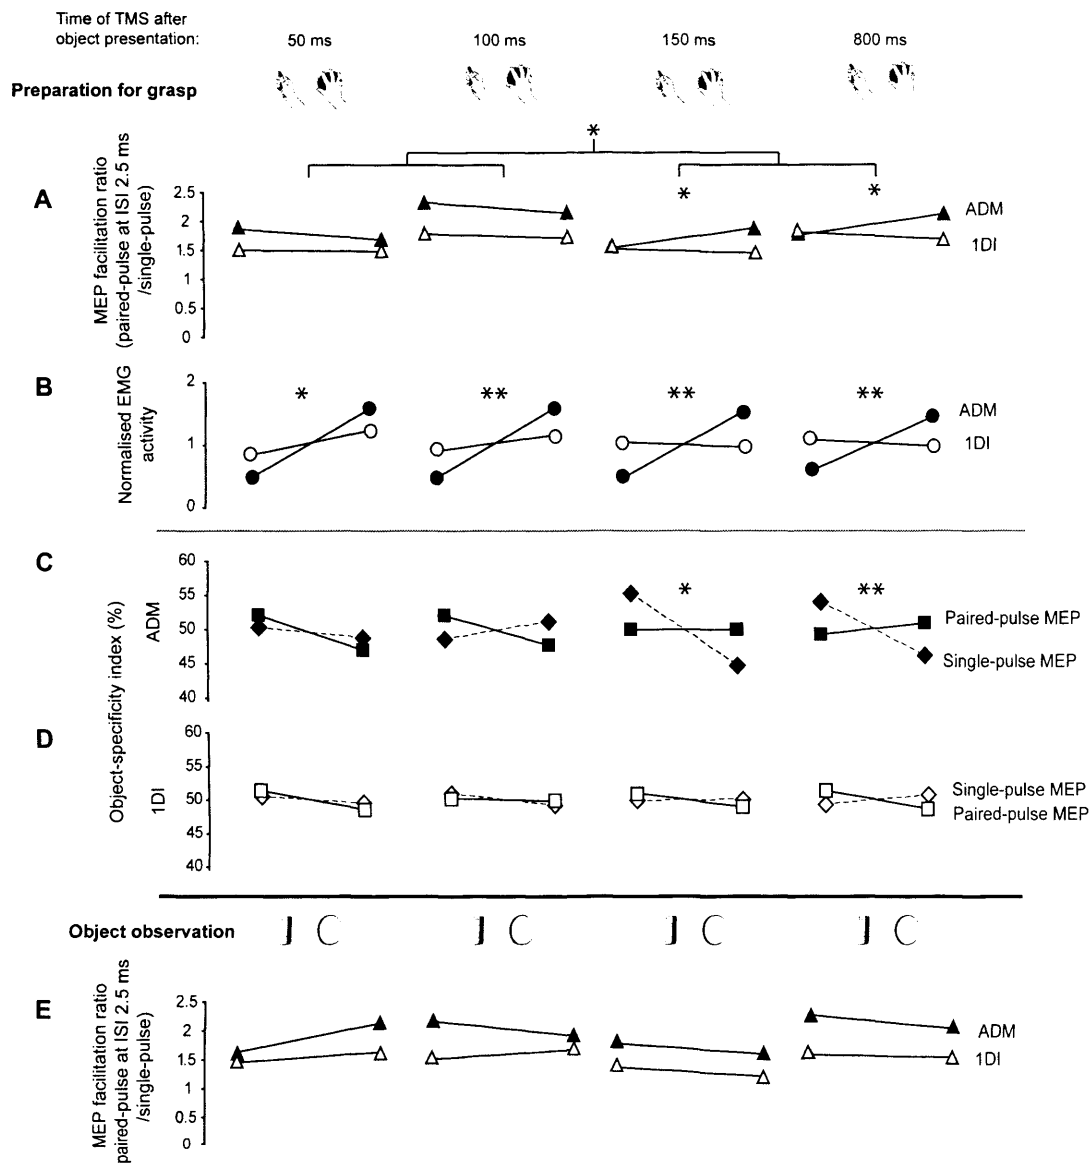 Time of TMS after
object presentation:
50 ms 100 ms 150 ms 800 ms
Preparation for grasp
*
A
MEP facilitation ratio
(paired-pulse at ISI 2.5 ms
/single-pulse)
2.5
2
1.5
1
0.5
0
* *
ADM
1DI
B
Normalised EMG
activity
2
1
0
* ** ** **
ADM
1DI
C
Object-specificity index (%)
ADM
60
55
50
45
40
* **
Paired-pulse MEP
Single-pulse MEP
D
1DI
60
55
50
45
40
Single-pulse MEP
Paired-pulse MEP
Object observation
E
MEP facilitation ratio
paired-pulse at ISI 2.5 ms
/single-pulse)
2.5
2
1.5
1
0.5
0
ADM
1DI